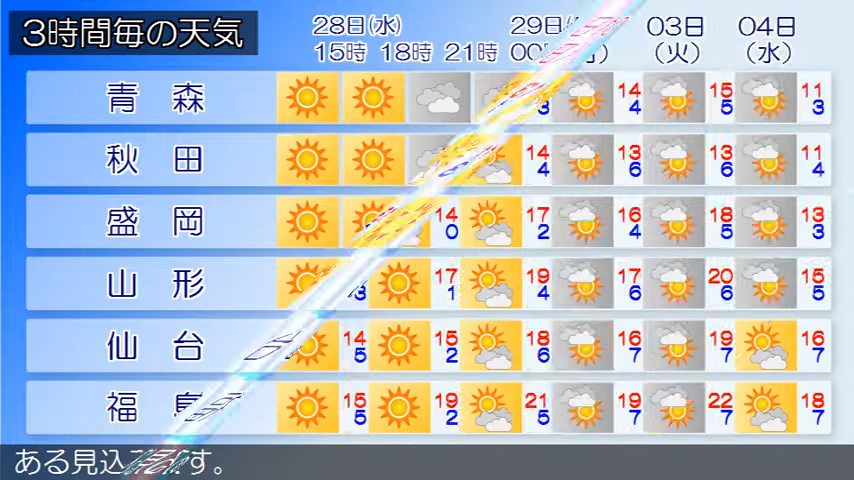 3時間毎の天気
28日(水) 29日 03日 04日
15時 18時 21時 00 (火) (水)
青森 3 14 4 15 5 11 3
秋田 14 4 13 6 13 6 11 4
盛岡 14 0 17 2 16 4 18 5 13 3
山形 3 17 1 19 4 17 6 20 6 15 5
仙台 14 5 15 2 18 6 16 7 19 7 16 7
福島 15 5 19 2 21 5 19 7 22 7 18 7
ある見込 す。